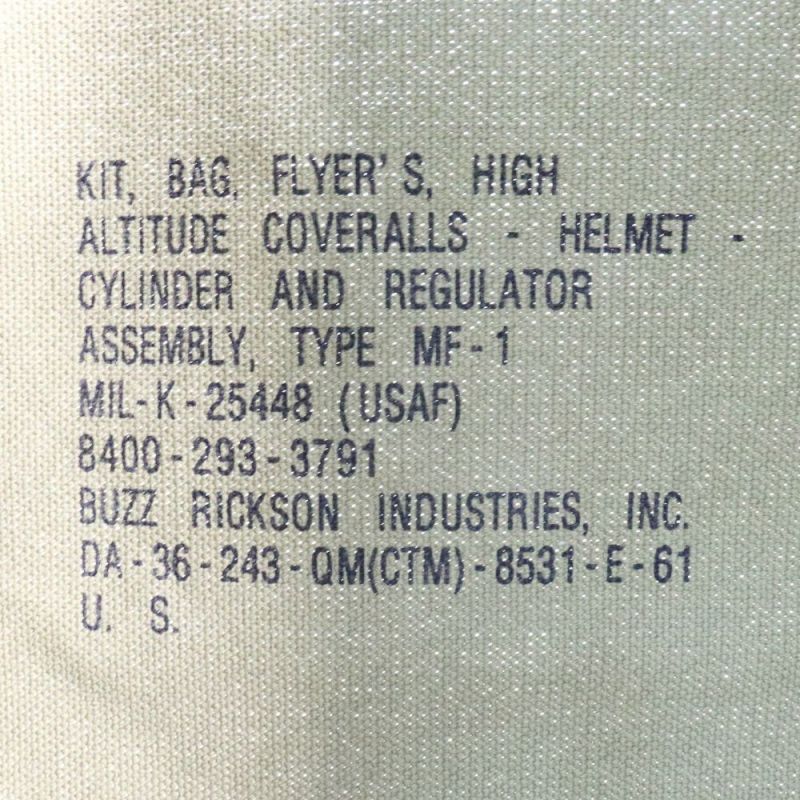 KIT, BAG. FLYER'S, HIGH
ALTITUDE COVERALLS - HELMET -
CYLINDER AND REGULATOR
ASSEMBLY, TYPE MF-1
MIL-K-25448 (USAF)
8400-293-3791
BUZZ RICKSON INDUSTRIES, INC.
DA-36-243-QM(CTM)-8531-E-61
U. S.